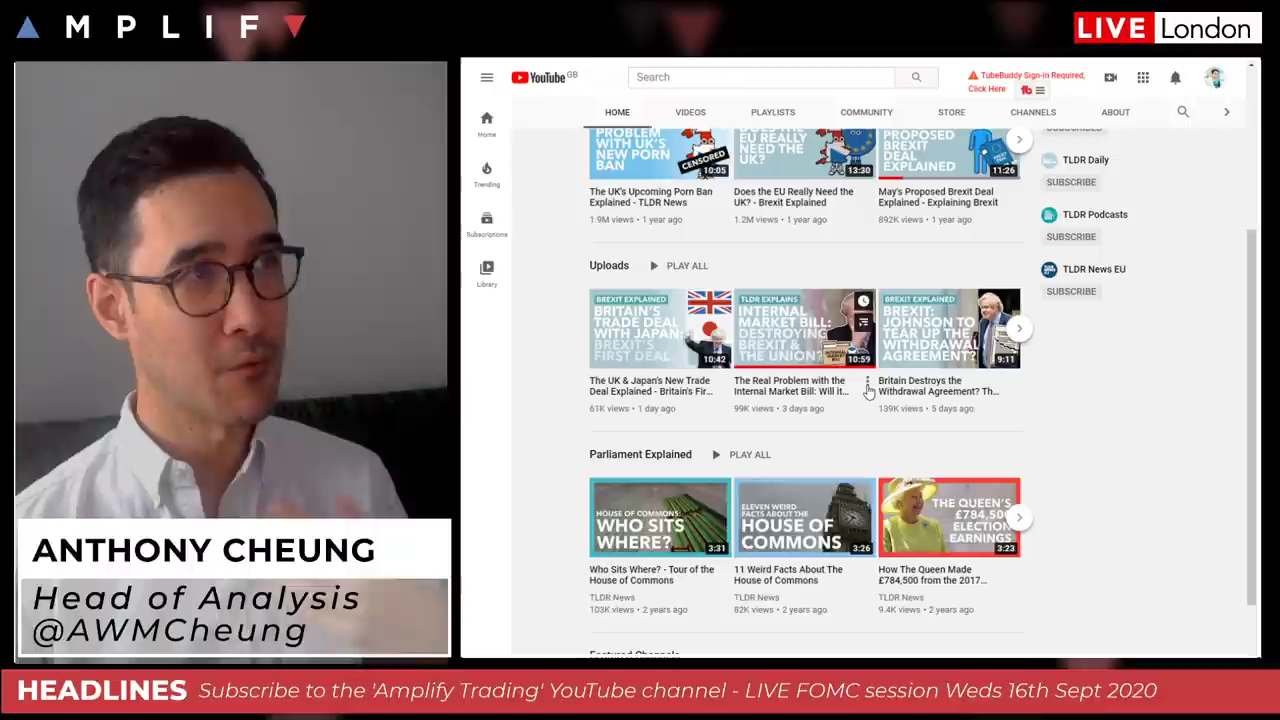 AMPLIFY
LIVE London
YouTube GB
Search
TubeBuddy Sign-in Required,
Click Here
HOME
VIDEOS
PLAYLISTS
COMMUNITY
STORE
CHANNELS
ABOUT
Home
Trending
Subscriptions
Library
PROBLEM
WITH UK'S
NEW PORN
BAN
CENSORED
10:05
DOES THE
EU REALLY
NEED THE
UK?
13:30
PROPOSED
BREXIT
DEAL
EXPLAINED
11:26
The UK's Upcoming Porn Ban
Explained - TLDR News
1.9M views • 1 year ago
Does the EU Really Need the
UK? - Brexit Explained
1.2M views • 1 year ago
May's Proposed Brexit Deal
Explained - Explaining Brexit
892K views • 1 year ago
SUBSCRIBED
TLDR Daily
SUBSCRIBE
TLDR Podcasts
SUBSCRIBE
TLDR News EU
SUBSCRIBE
Uploads
PLAY ALL
BREXIT EXPLAINED
BRITAIN'S
TRADE DEAL
WITH JAPAN:
BREXIT'S
FIRST DEAL
10:42
TLDR EXPLAINS
INTERNAL
MARKET BILL:
DESTROYING
BREXIT &
THE UNION?
10:59
BREXIT EXPLAINED
BREXIT:
JOHNSON TO
TEAR UP THE
WITHDRAWAL
AGREEMENT?
9:11
The UK & Japan's New Trade
Deal Explained - Britain's Fir...
61K views • 1 day ago
The Real Problem with the
Internal Market Bill: Will it...
99K views • 3 days ago
Britain Destroys the
Withdrawal Agreement? Th...
139K views • 5 days ago
Parliament Explained
PLAY ALL
HOUSE OF COMMONS:
WHO SITS
WHERE?
3:31
ELEVEN WEIRD
FACTS ABOUT THE
HOUSE OF
COMMONS
3:26
THE QUEEN'S
£784,500
ELECTION
EARNINGS
3:23
Who Sits Where? - Tour of the
House of Commons
TLDR News
103K views • 2 years ago
11 Weird Facts About The
House of Commons
TLDR News
82K views • 2 years ago
How The Queen Made
£784,500 from the 2017...
TLDR News
9.4K views • 2 years ago
Featured Channels
ANTHONY CHEUNG
Head of Analysis
@AWMCheung
HEADLINES Subscribe to the 'Amplify Trading' YouTube channel - LIVE FOMC session Weds 16th Sept 2020